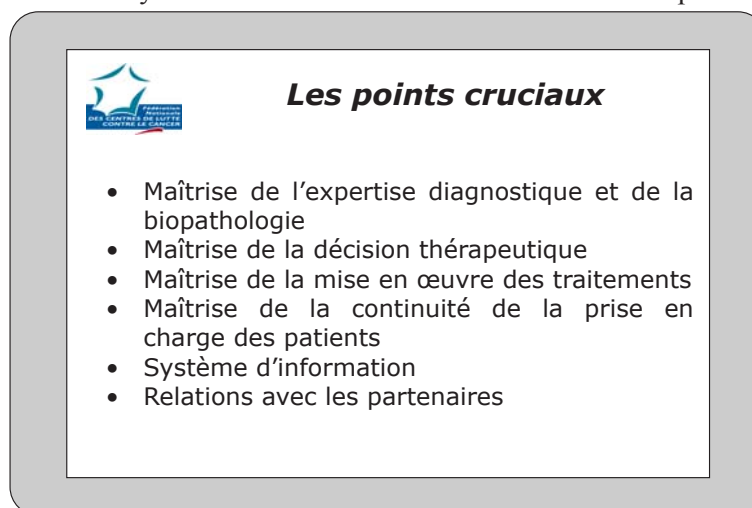 Fédération
Nationale
DES CENTRES DE LUTTE
CONTRE LE CANCER
Les points cruciaux
• Maîtrise de l’expertise diagnostique et de la
biopathologie
• Maîtrise de la décision thérapeutique
• Maîtrise de la mise en œuvre des traitements
• Maîtrise de la continuité de la prise en
charge des patients
• Système d’information
• Relations avec les partenaires